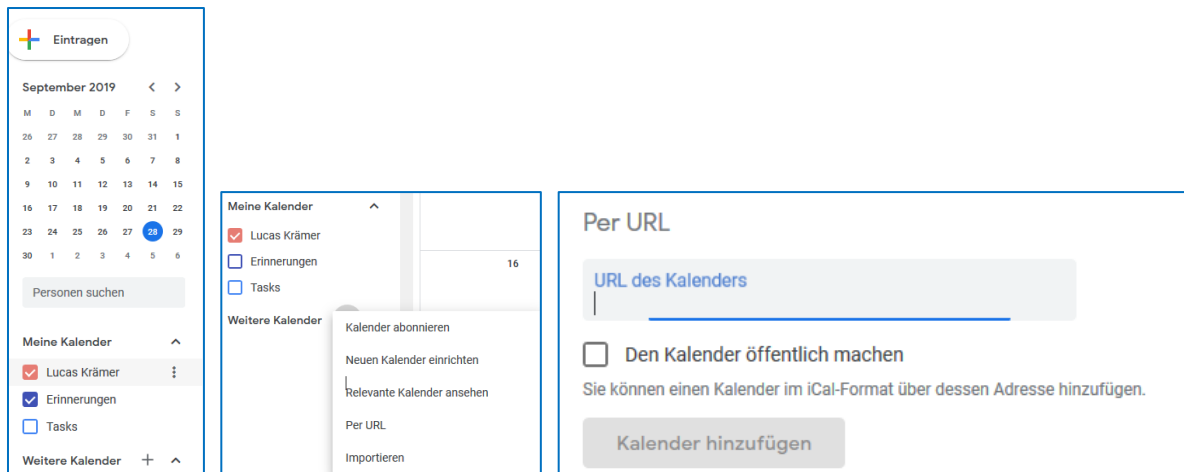 Eintragen
September 2019 < >
M D M D F S S
26 27 28 29 30 31 1
2 3 4 5 6 7 8
9 10 11 12 13 14 15
16 17 18 19 20 21 22
23 24 25 26 27 28 29
30 1 2 3 4 5 6
Personen suchen
Meine Kalender
Lucas Krämer
Erinnerungen
Tasks
Weitere Kalender +
Meine Kalender
Lucas Krämer
Erinnerungen
Tasks
Weitere Kalender
16
Kalender abonnieren
Neuen Kalender einrichten
Relevante Kalender ansehen
Per URL
Importieren
Per URL
URL des Kalenders
Den Kalender öffentlich machen
Sie können einen Kalender im iCal-Format über dessen Adresse hinzufügen.
Kalender hinzufügen